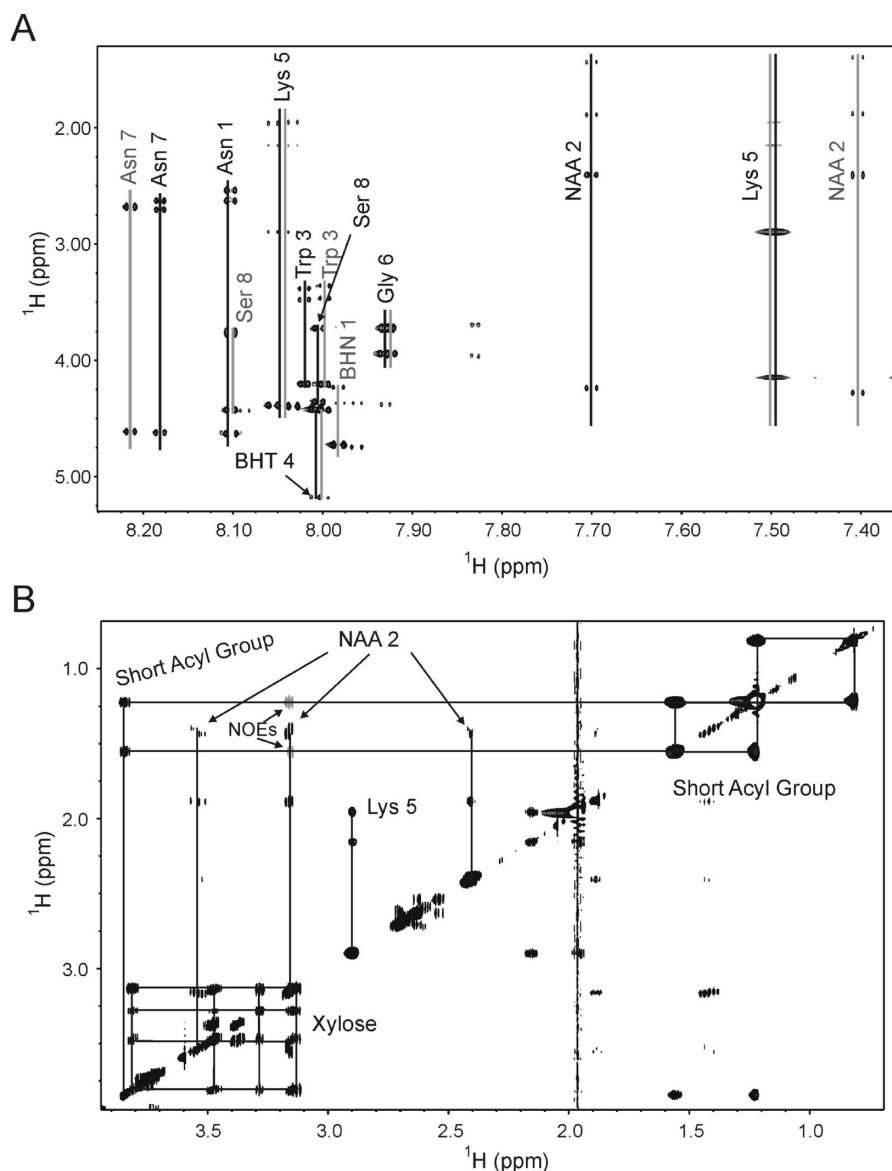 A
Asn 7
Asn 7
Asn 1
Ser 8
Lys 5
Trp 3
Ser 8
Trp 3
BHN 1
Gly 6
BHT 4
NAA 2
Lys 5
NAA 2
2.00
3.00
4.00
5.00
¹H (ppm)
8.20 8.10 8.00 7.90 7.80 7.70 7.60 7.50 7.40
¹H (ppm)
B
Short Acyl Group
NAA 2
NOEs
Lys 5
Short Acyl Group
Xylose
1.0
2.0
3.0
¹H (ppm)
3.5 3.0 2.5 2.0 1.5 1.0
¹H (ppm)